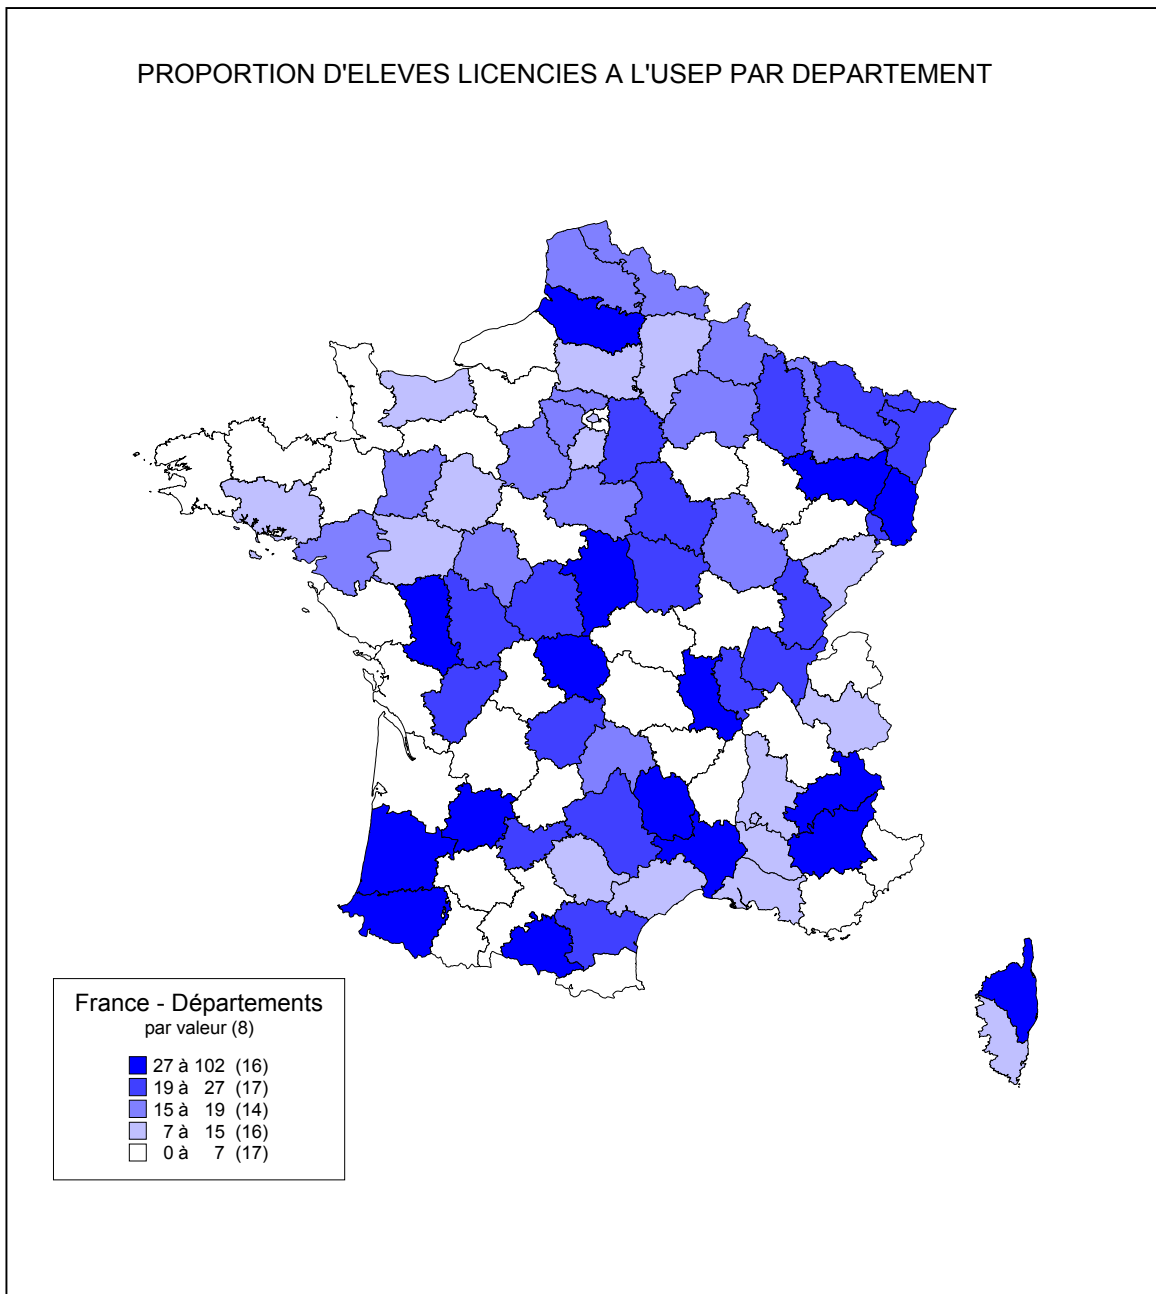 PROPORTION D'ELEVES LICENCIES A L'USEP PAR DEPARTEMENT
France - Départements
par valeur (8)
27 à 102 (16)
19 à 27 (17)
15 à 19 (14)
7 à 15 (16)
0 à 7 (17)